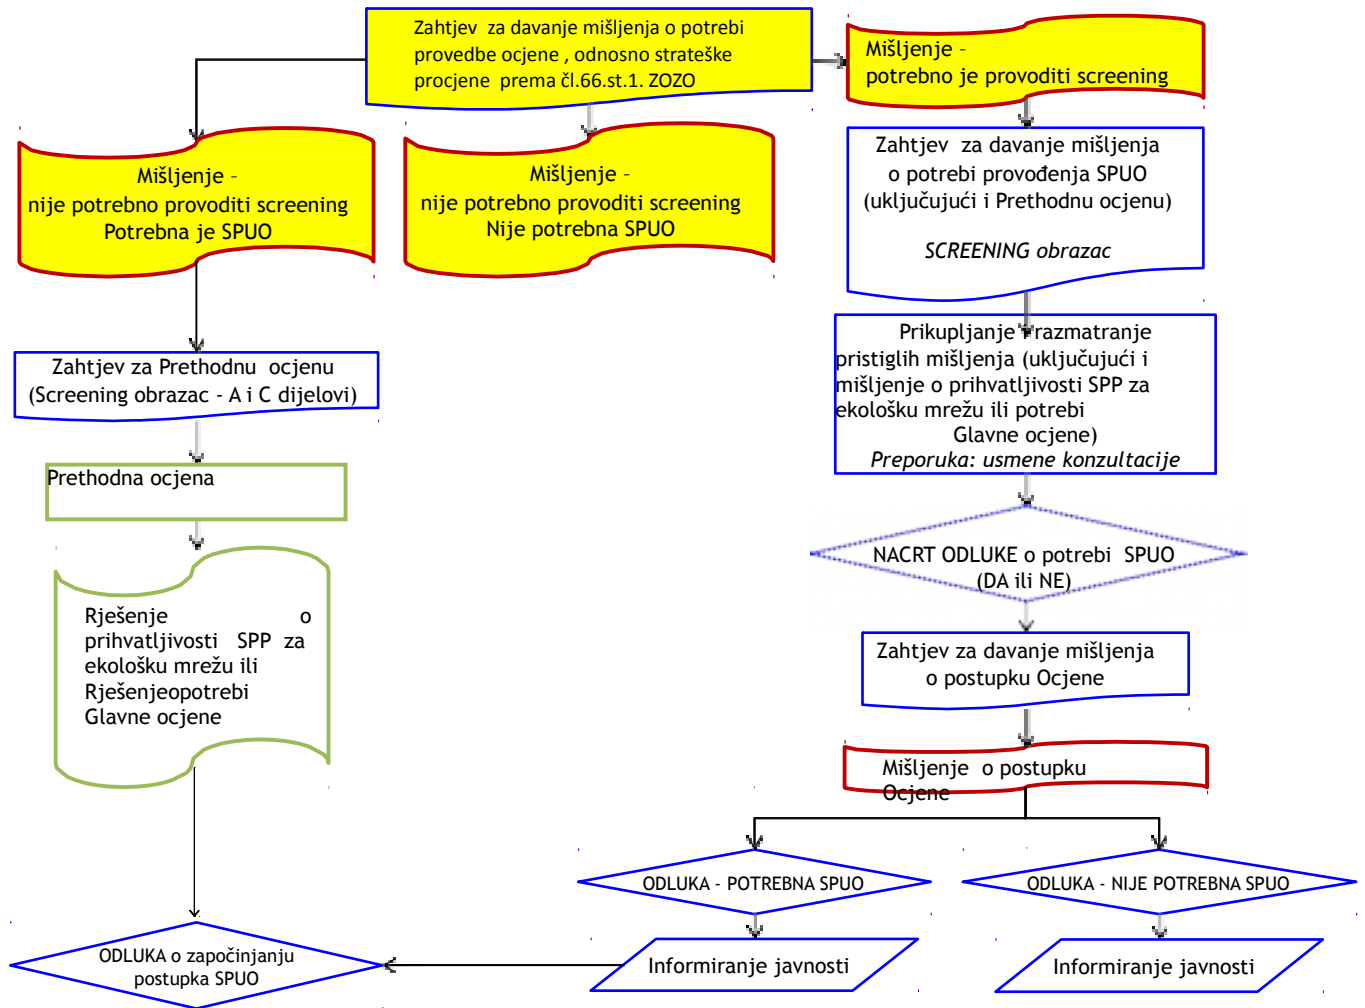 Zahtjev za davanje mišljenja o potrebi
provedbe ocjene , odnosno strateške
procjene prema čl.66.st.1. ZOZO
Mišljenje –
potrebno je provoditi screening
Mišljenje –
nije potrebno provoditi screening
Potrebna je SPUO
Mišljenje –
nije potrebno provoditi screening
Nije potrebna SPUO
Zahtjev za davanje mišljenja
o potrebi provođenja SPUO
(uključujući i Prethodnu ocjenu)
SCREENING obrazac
Zahtjev za Prethodnu ocjenu
(Screening obrazac - A i C dijelovi)
Prikupljanje i razmatranje
pristiglih mišljenja (uključujući i
mišljenje o prihvatljivosti SPP za
ekološku mrežu ili potrebi
Glavne ocjene)
Preporuka: usmene konzultacije
Prethodna ocjena
NACRT ODLUKE o potrebi SPUO
(DA ili NE)
Rješenje o
prihvatljivosti SPP za
ekološku mrežu ili
Rješenjeopotrebi
Glavne ocjene
Zahtjev za davanje mišljenja
o postupku Ocjene
Mišljenje o postupku
Ocjene
ODLUKA - POTREBNA SPUO
ODLUKA - NIJE POTREBNA SPUO
ODLUKA o započinjanju
postupka SPUO
Informiranje javnosti
Informiranje javnosti